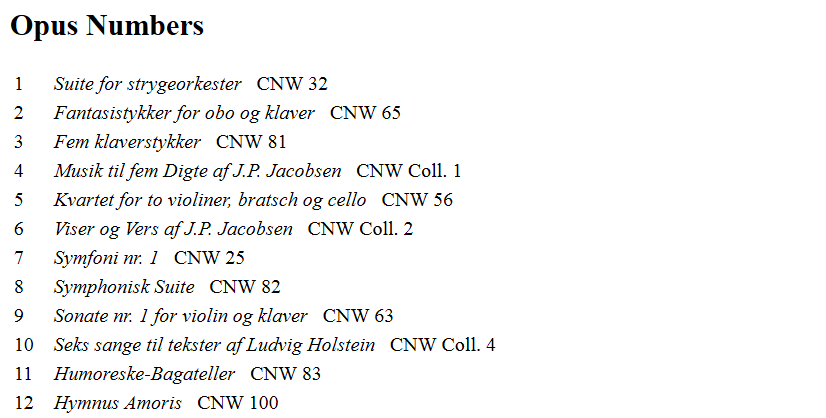 Opus Numbers
1 Suite for strygeorkester CNW 32
2 Fantasistykker for obo og klaver CNW 65
3 Fem klaverstykker CNW 81
4 Musik til fem Digte af J.P. Jacobsen CNW Coll. 1
5 Kvartet for to violiner, bratsch og cello CNW 56
6 Viser og Vers af J.P. Jacobsen CNW Coll. 2
7 Symfoni nr. 1 CNW 25
8 Symphonisk Suite CNW 82
9 Sonate nr. 1 for violin og klaver CNW 63
10 Seks sange til tekster af Ludvig Holstein CNW Coll. 4
11 Humoreske-Bagateller CNW 83
12 Hymnus Amoris CNW 100